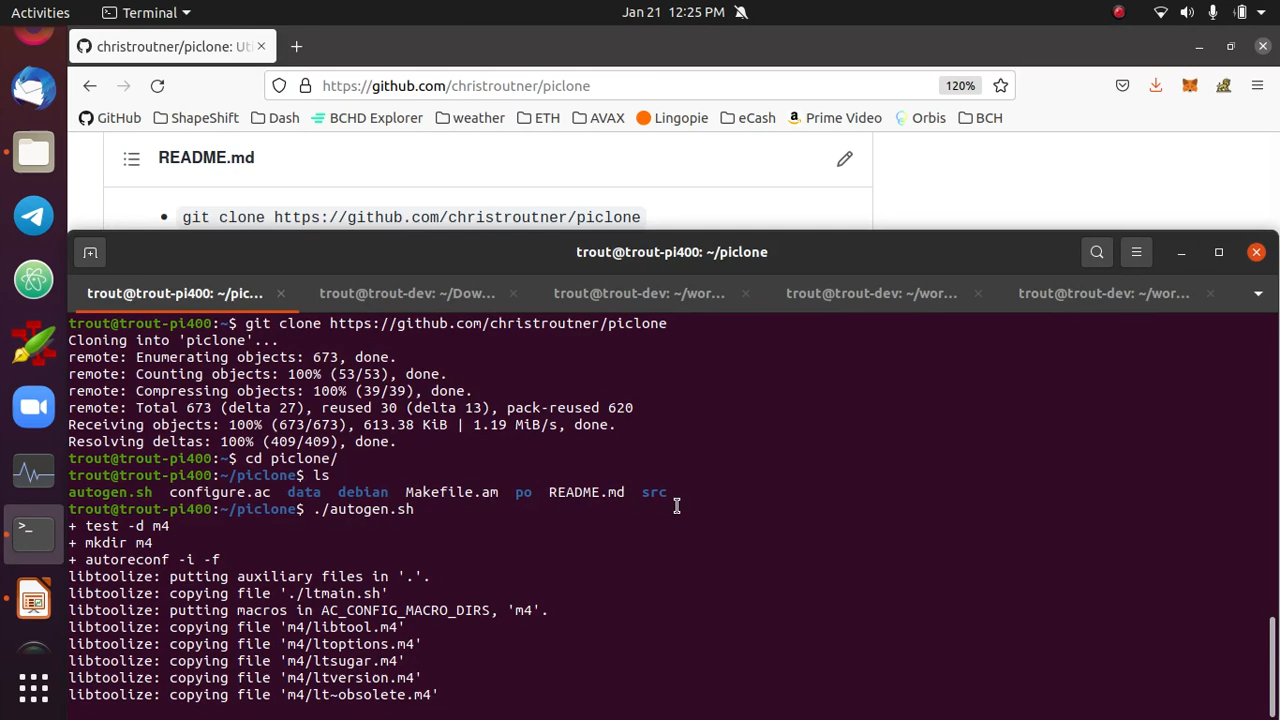 Activities Terminal Jan 21 12:25 PM
christroutner/piclone: Uti
https://github.com/christroutner/piclone 120%
GitHub ShapeShift Dash BCHD Explorer weather ETH AVAX Lingopie eCash Prime Video Orbis BCH
README.md
git clone https://github.com/christroutner/piclone
trout@trout-pi400: ~/piclone
trout@trout-pi400: ~/pic... trout@trout-dev: ~/Dow... trout@trout-dev: ~/wor... trout@trout-dev: ~/wor... trout@trout-dev: ~/wor...
trout@trout-pi400:~$ git clone https://github.com/christroutner/piclone
Cloning into 'piclone'...
remote: Enumerating objects: 673, done.
remote: Counting objects: 100% (53/53), done.
remote: Compressing objects: 100% (39/39), done.
remote: Total 673 (delta 27), reused 30 (delta 13), pack-reused 620
Receiving objects: 100% (673/673), 613.38 KiB | 1.19 MiB/s, done.
Resolving deltas: 100% (409/409), done.
trout@trout-pi400:~$ cd piclone/
trout@trout-pi400:~/piclone$ ls
autogen.sh configure.ac data debian Makefile.am po README.md src
trout@trout-pi400:~/piclone$ ./autogen.sh
+ test -d m4
+ mkdir m4
+ autoreconf -i -f
libtoolize: putting auxiliary files in '.'.
libtoolize: copying file './ltmain.sh'
libtoolize: putting macros in AC_CONFIG_MACRO_DIRS, 'm4'.
libtoolize: copying file 'm4/libtool.m4'
libtoolize: copying file 'm4/ltoptions.m4'
libtoolize: copying file 'm4/ltsugar.m4'
libtoolize: copying file 'm4/ltversion.m4'
libtoolize: copying file 'm4/lt~obsolete.m4'